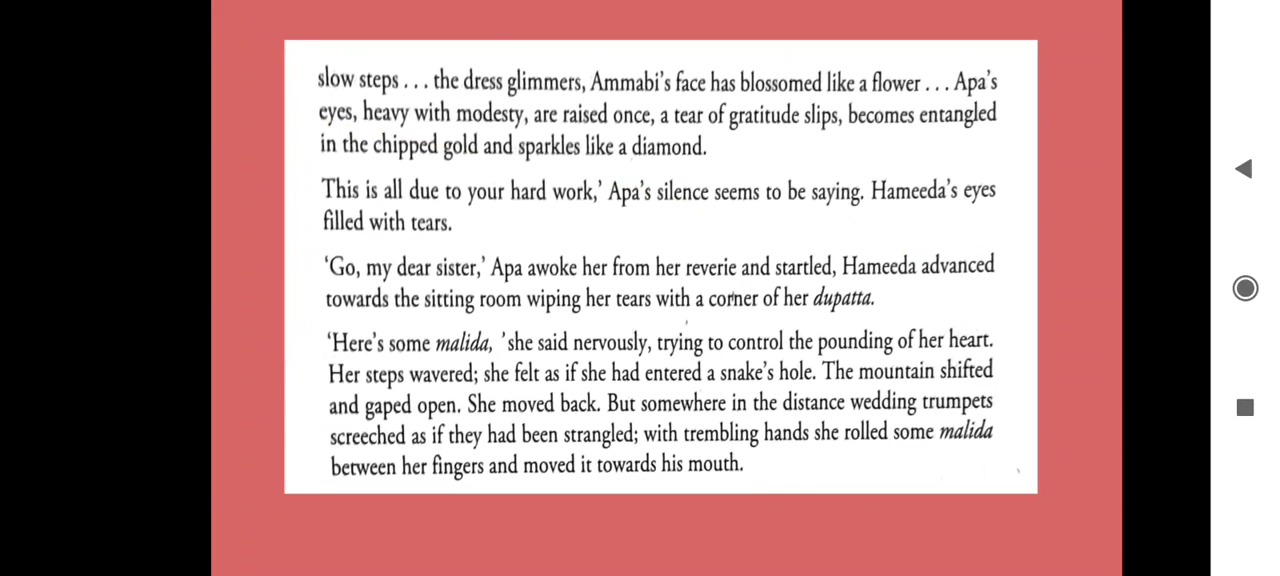 slow steps . . . the dress glimmers, Ammabi's face has blossomed like a flower . . . Apa's
eyes, heavy with modesty, are raised once, a tear of gratitude slips, becomes entangled
in the chipped gold and sparkles like a diamond.
This is all due to your hard work,' Apa's silence seems to be saying. Hameeda's eyes
filled with tears.
'Go, my dear sister,' Apa awoke her from her reverie and startled, Hameeda advanced
towards the sitting room wiping her tears with a corner of her dupatta.
'Here's some malida, 'she said nervously, trying to control the pounding of her heart.
Her steps wavered; she felt as if she had entered a snake's hole. The mountain shifted
and gaped open. She moved back. But somewhere in the distance wedding trumpets
screeched as if they had been strangled; with trembling hands she rolled some malida
between her fingers and moved it towards his mouth.